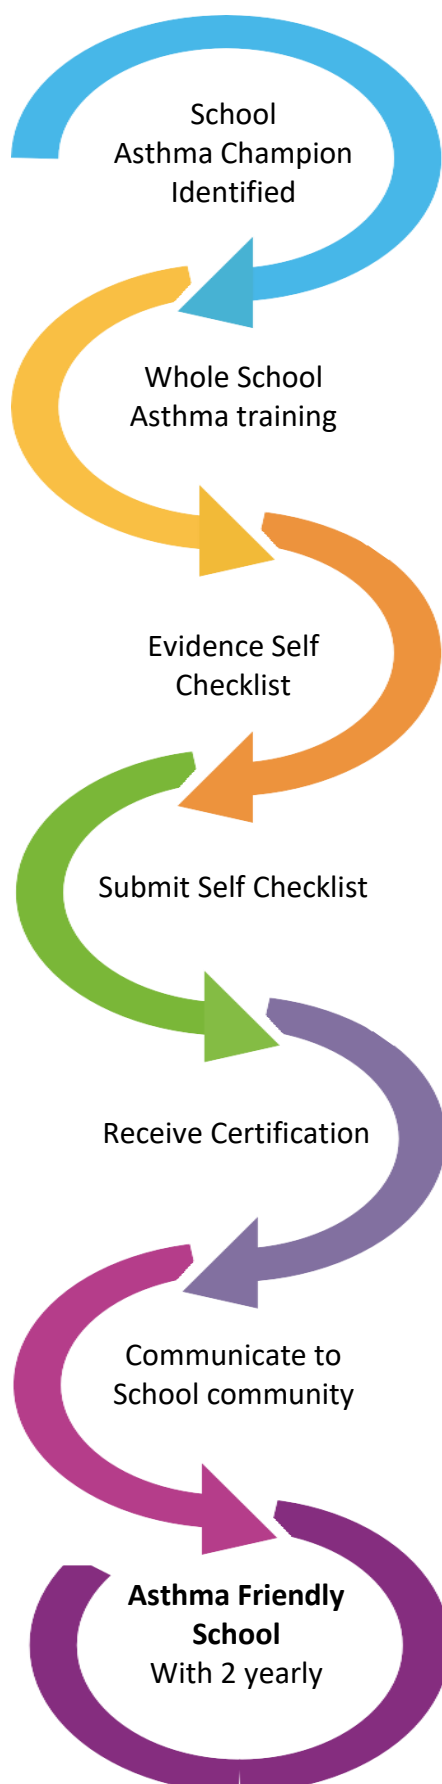 School
Asthma Champion
Identified
Whole School
Asthma training
Evidence Self
Checklist
Submit Self Checklist
Receive Certification
Communicate to
School community
Asthma Friendly
School
With 2 yearly